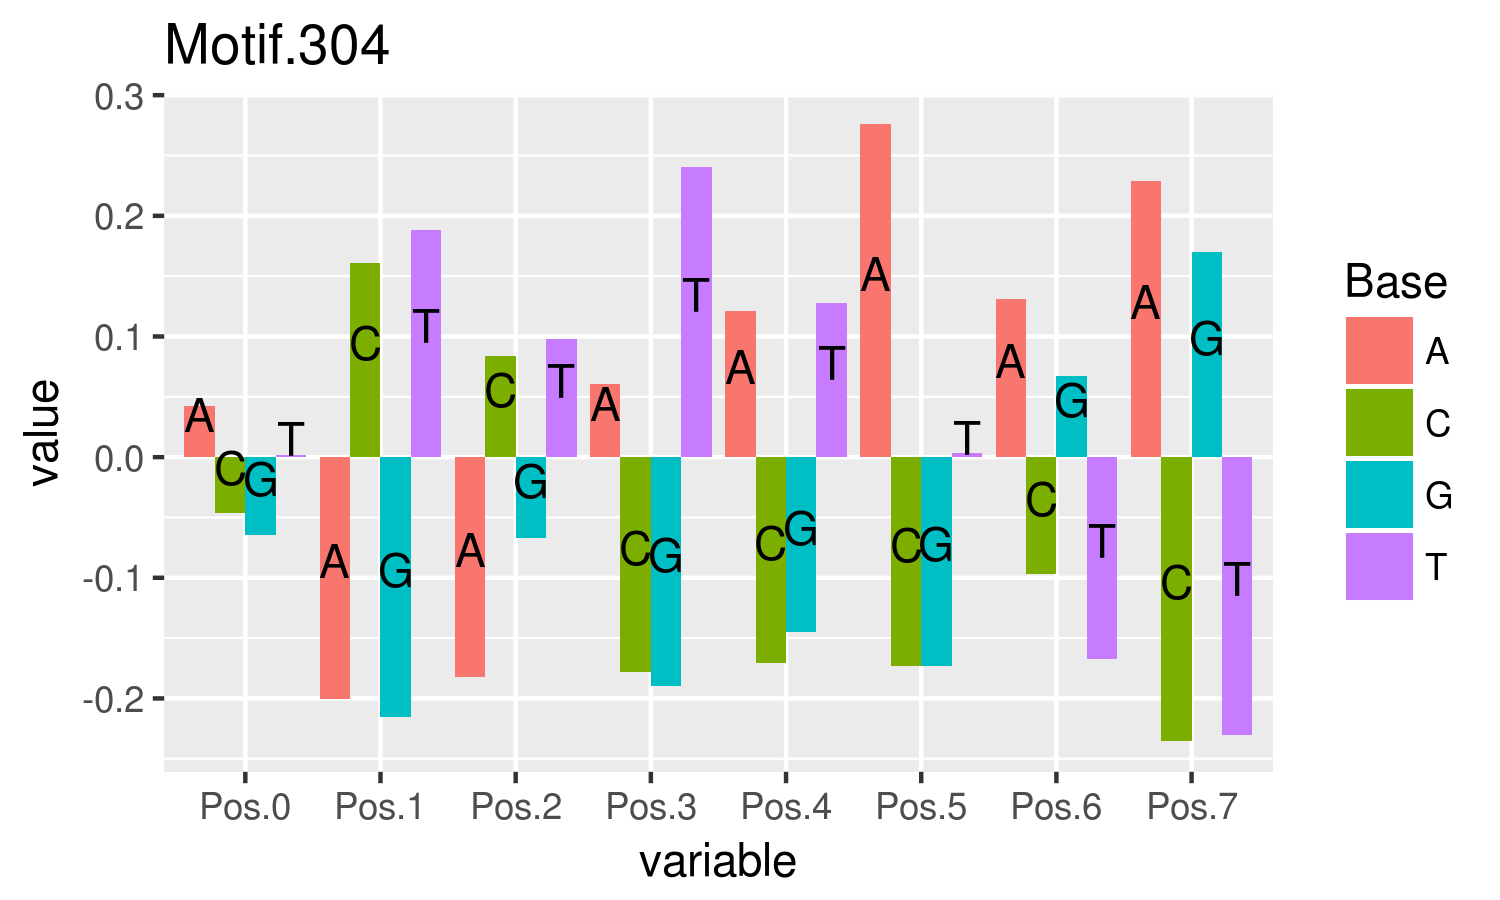 Motif.304
0.3
0.2
0.1
0.0
-0.1
-0.2
value
A C G T
A C G T
A C G T
A C G T
A C G T
A C G T
A C G T
A C G T
Pos.0 Pos.1 Pos.2 Pos.3 Pos.4 Pos.5 Pos.6 Pos.7
variable
Base
A
C
G
T